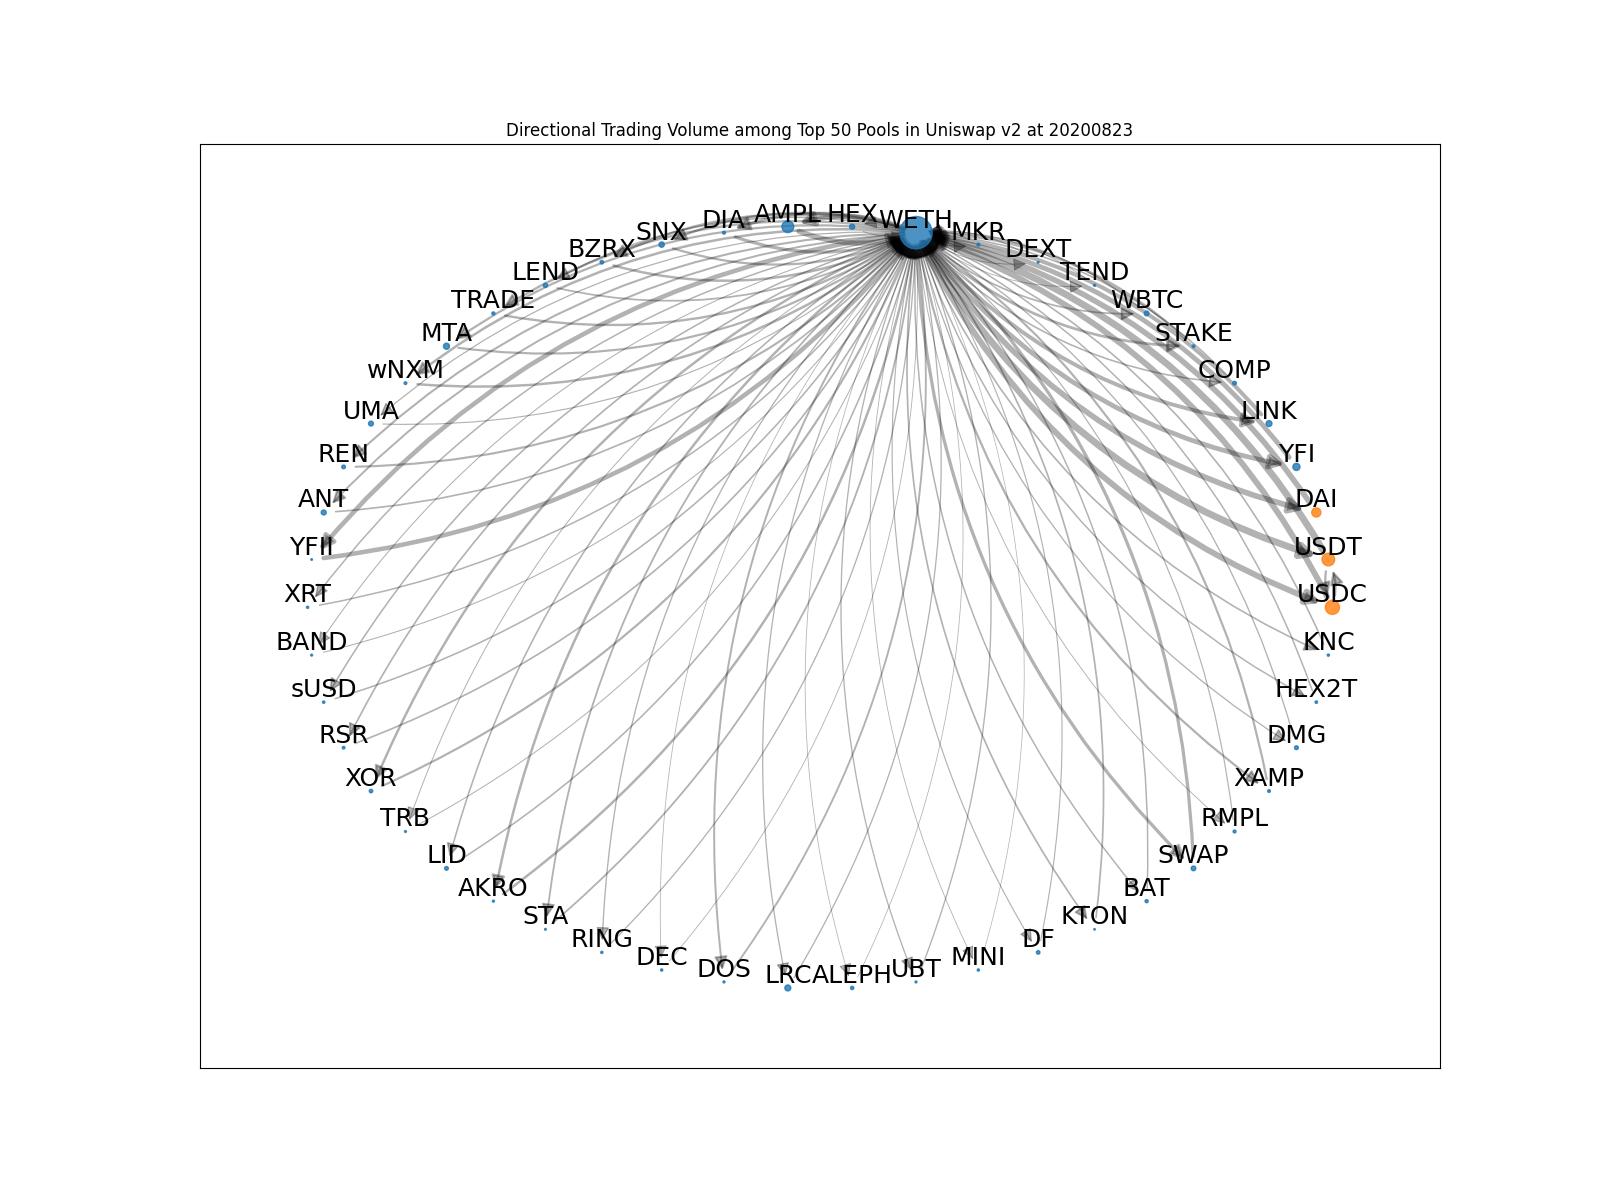 Directional Trading Volume among Top 50 Pools in Uniswap v2 at 20200823
DIA AMPL HEX WETH
SNX MKR
BZRX DEXT
LEND TEND
TRADE WBTC
MTA STAKE
wNXM COMP
UMA LINK
REN YFI
ANT DAI
YFII USDT
XRT USDC
BAND KNC
sUSD HEX2T
RSR DMG
XOR XAMP
TRB RMPL
LID SWAP
AKRO BAT
STA KTON
RING DF
DEC MINI
DOS LRC ALEPH UBT